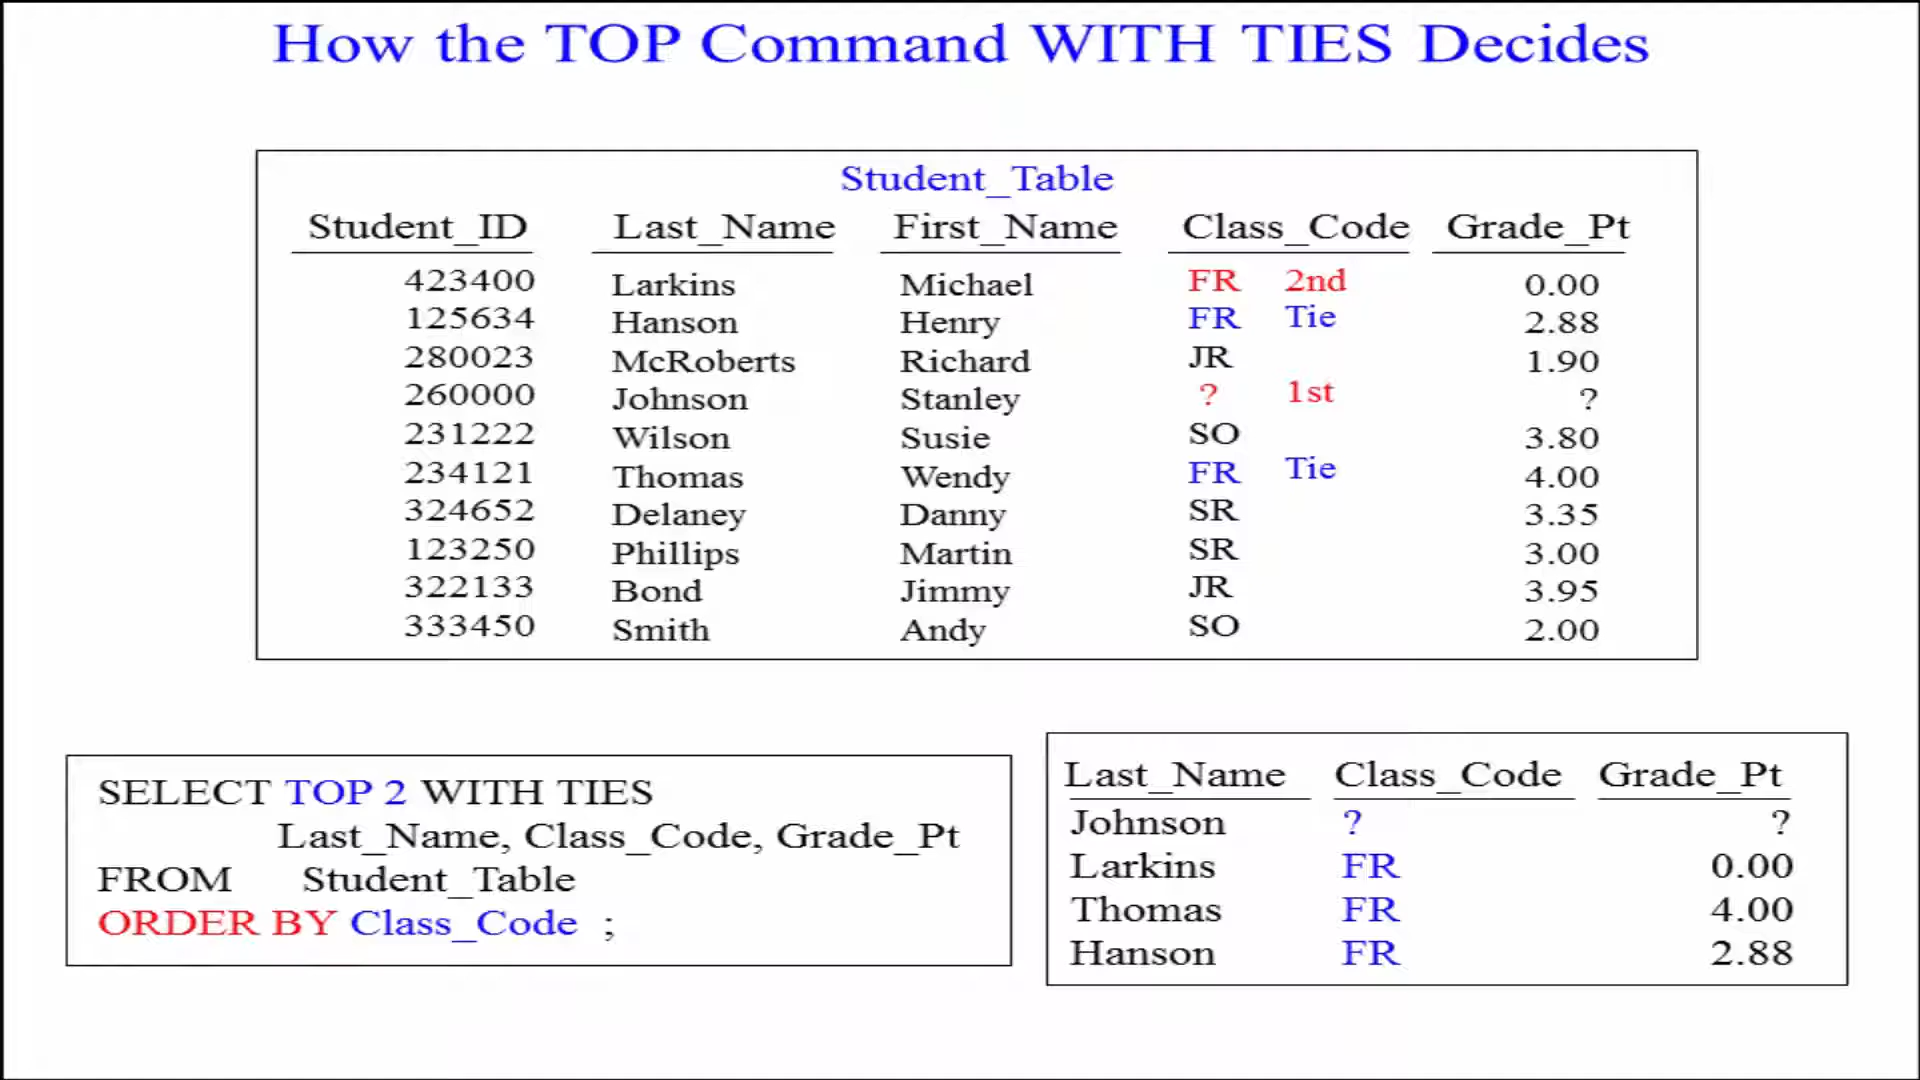 How the TOP Command WITH TIES Decides
Student_Table
Student_ID Last_Name First_Name Class_Code Grade_Pt
423400 Larkins Michael FR 2nd 0.00
125634 Hanson Henry FR Tie 2.88
280023 McRoberts Richard JR 1.90
260000 Johnson Stanley ? 1st ?
231222 Wilson Susie SO 3.80
234121 Thomas Wendy FR Tie 4.00
324652 Delaney Danny SR 3.35
123250 Phillips Martin SR 3.00
322133 Bond Jimmy JR 3.95
333450 Smith Andy SO 2.00
SELECT TOP 2 WITH TIES
Last_Name, Class_Code, Grade_Pt
FROM Student_Table
ORDER BY Class_Code ;
Last_Name Class_Code Grade_Pt
Johnson ? ?
Larkins FR 0.00
Thomas FR 4.00
Hanson FR 2.88